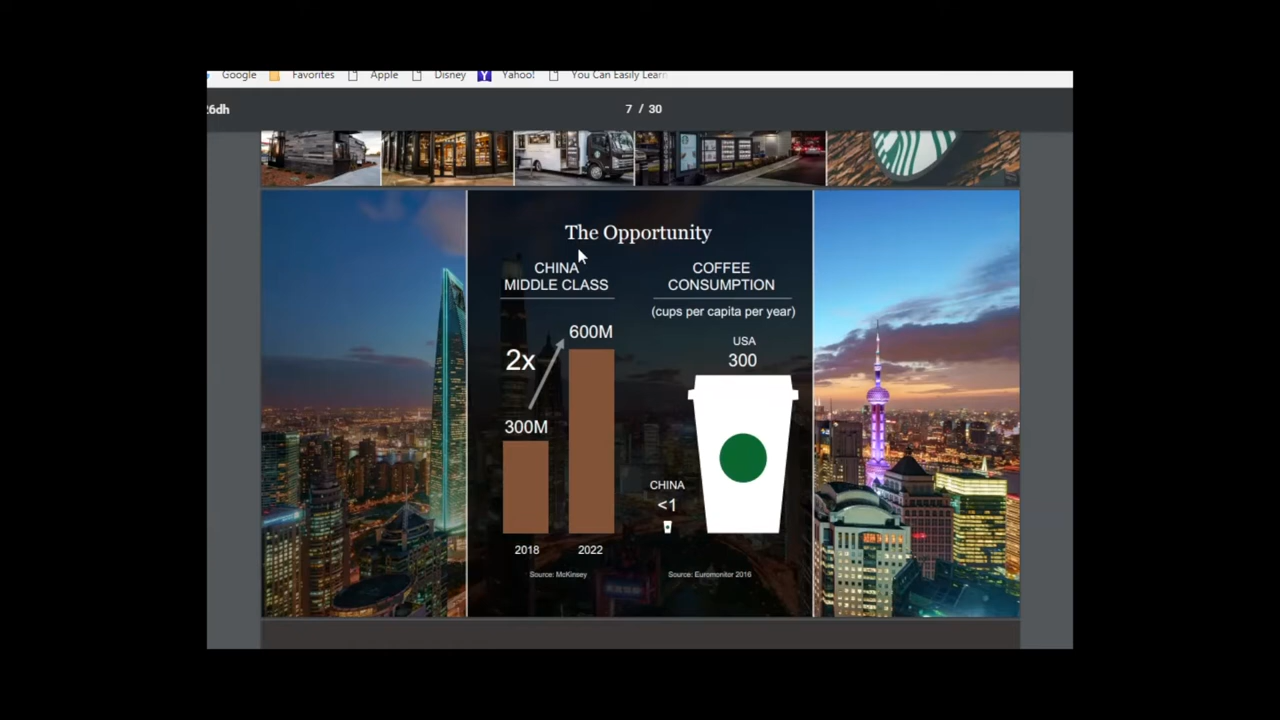 Google Favorites Apple Disney Yahoo! You Can Easily Learn
26dh
7 / 30
The Opportunity
CHINA
MIDDLE CLASS
2x
600M
300M
2018 2022
Source: McKinsey
COFFEE
CONSUMPTION
(cups per capita per year)
USA
300
CHINA
<1
Source: Euromonitor 2016